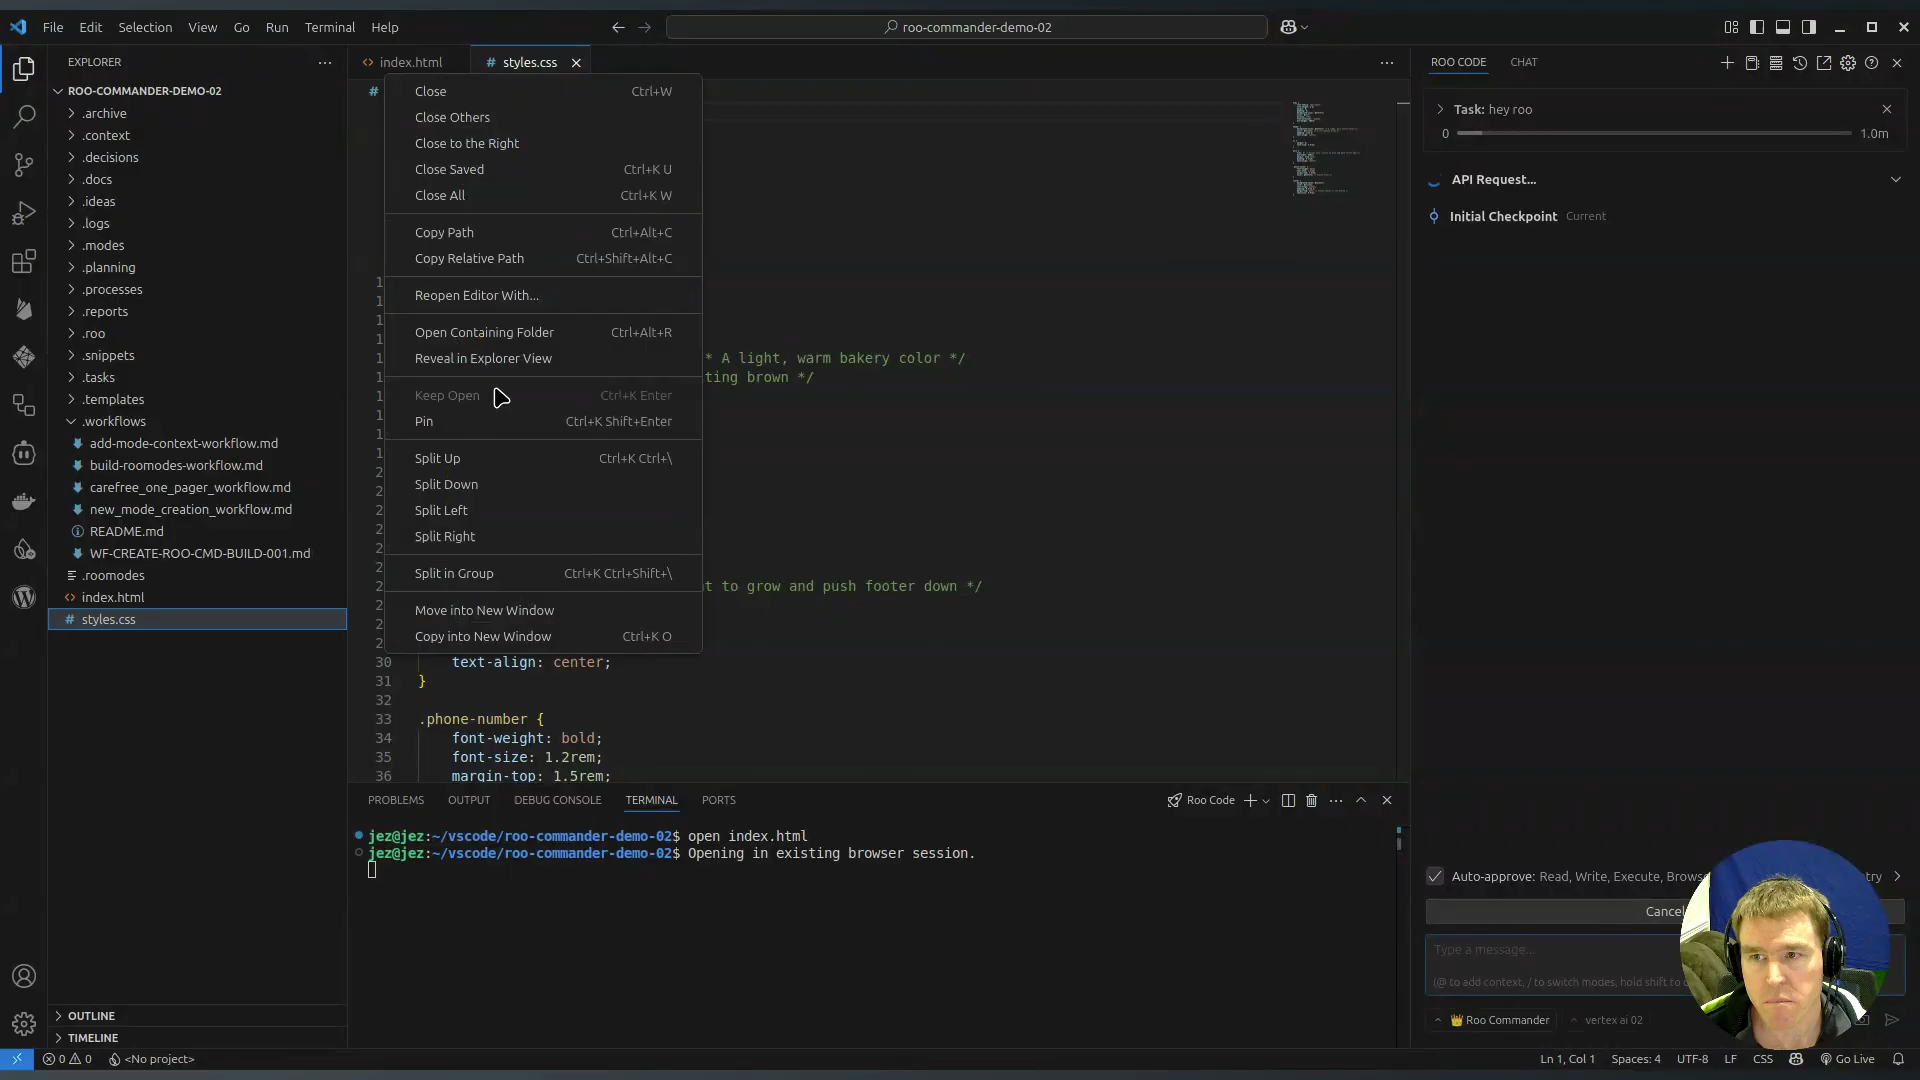 File Edit Selection View Go Run Terminal Help
roo-commander-demo-02
EXPLORER
ROO-COMMANDER-DEMO-02
.archive
.context
.decisions
.docs
.ideas
.logs
.modes
.planning
.processes
.reports
.roo
.snippets
.tasks
.templates
.workflows
add-mode-context-workflow.md
build-roomodes-workflow.md
carefree_one_pager_workflow.md
new_mode_creation_workflow.md
README.md
WF-CREATE-ROO-CMD-BUILD-001.md
.roomodes
index.html
styles.css
OUTLINE
TIMELINE
index.html
styles.css
Close Ctrl+W
Close Others
Close to the Right
Close Saved Ctrl+K U
Close All Ctrl+K W
Copy Path Ctrl+Alt+C
Copy Relative Path Ctrl+Shift+Alt+C
Reopen Editor With...
Open Containing Folder Ctrl+Alt+R
Reveal in Explorer View
Keep Open Ctrl+K Enter
Pin Ctrl+K Shift+Enter
Split Up Ctrl+K Ctrl+\
Split Down
Split Left
Split Right
Split in Group Ctrl+K Ctrl+Shift+\
Move into New Window
Copy into New Window Ctrl+K O
* A light, warm bakery color */
ting brown */
t to grow and push footer down */
30 text-align: center;
31 }
32
33 .phone-number {
34 font-weight: bold;
35 font-size: 1.2rem;
36 margin-top: 1.5rem;
PROBLEMS OUTPUT DEBUG CONSOLE TERMINAL PORTS
Roo Code
jez@jez:~/vscode/roo-commander-demo-02$ open index.html
jez@jez:~/vscode/roo-commander-demo-02$ Opening in existing browser session.
ROO CODE CHAT
Task: hey roo
0 1.0m
API Request...
Initial Checkpoint Current
Auto-approve: Read, Write, Execute, Brows
Cancel
Type a message...
(@ to add context, / to switch modes, hold shift to
Roo Commander vertex ai 02
0 0 <No project>
Ln 1, Col 1 Spaces: 4 UTF-8 LF CSS Go Live